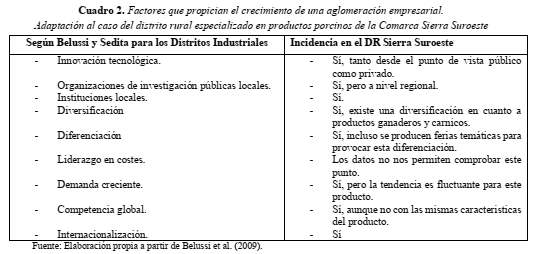 Cuadro 2. Factores que propician el crecimiento de una aglomeración empresarial.
Adaptación al caso del distrito rural especializado en productos porcinos de la Comarca Sierra Suroeste
Según Belussi y Sedita para los Distritos Industriales
Incidencia en el DR Sierra Suroeste
- Innovación tecnológica.
- Sí, tanto desde el punto de vista público
como privado.
- Organizaciones de investigación públicas locales.
- Sí, pero a nivel regional.
- Instituciones locales.
- Sí.
- Diversificación
- Sí, existe una diversificación en cuanto a
productos ganaderos y carnicos.
- Diferenciación
- Sí, incluso se producen ferias temáticas para
provocar esta diferenciación.
- Liderazgo en costes.
- Los datos no nos permiten comprobar este
punto.
- Demanda creciente.
- Sí, pero la tendencia es fluctuante para este
producto.
- Competencia global.
- Sí, aunque no con las mismas caracteristicas
del producto.
- Internacionalización.
- Sí
Fuente: Elaboración propia a partir de Belussi et al. (2009).